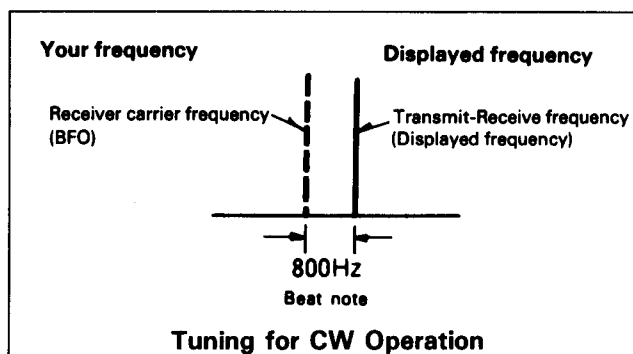 Your frequency
Displayed frequency
Receiver carrier frequency
(BFO)
Transmit-Receive frequency
(Displayed frequency)
800Hz
Beat note
Tuning for CW Operation